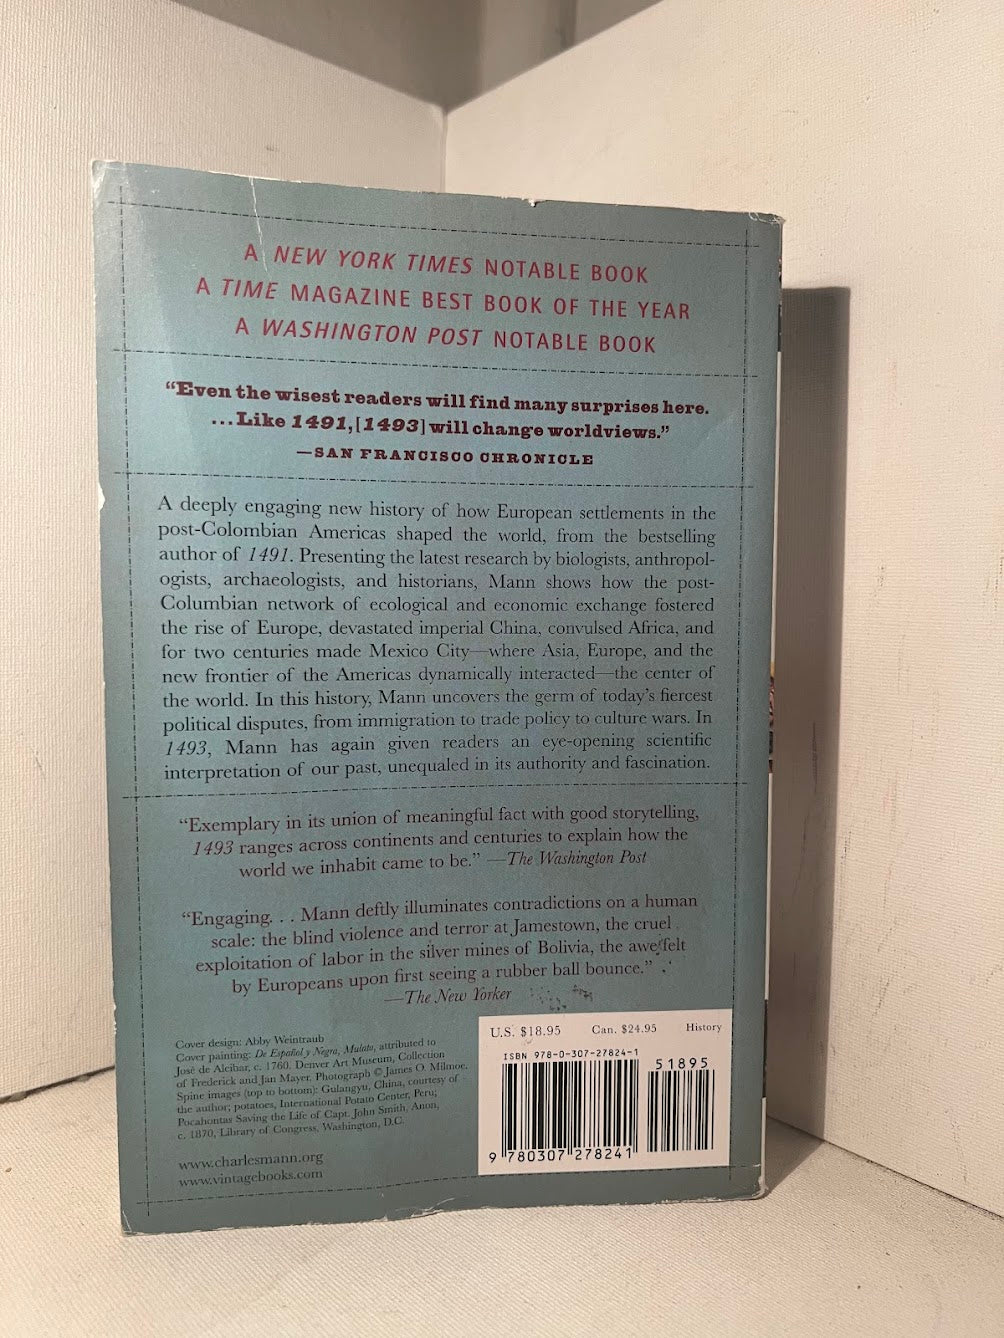 A NEW YORK TIMES NOTABLE BOOK
A TIME MAGAZINE BEST BOOK OF THE YEAR
A WASHINGTON POST NOTABLE BOOK
“Even the wisest readers will find many surprises here.
...Like 1491, [1493] will change worldviews.”
—SAN FRANCISCO CHRONICLE
A deeply engaging new history of how European settlements in the
post-Colombian Americas shaped the world, from the bestselling
author of 1491. Presenting the latest research by biologists, anthropol-
ogists, archaeologists, and historians, Mann shows how the post-
Columbian network of ecological and economic exchange fostered
the rise of Europe, devastated imperial China, convulsed Africa, and
for two centuries made Mexico City—where Asia, Europe, and the
new frontier of the Americas dynamically interacted—the center of
the world. In this history, Mann uncovers the germ of today’s fiercest
political disputes, from immigration to trade policy to culture wars. In
1493, Mann has again given readers an eye-opening scientific
interpretation of our past, unequaled in its authority and fascination.
“Exemplary in its union of meaningful fact with good storytelling,
1493 ranges across continents and centuries to explain how the
world we inhabit came to be.” —The Washington Post
“Engaging. . . Mann deftly illuminates contradictions on a human
scale: the blind violence and terror at Jamestown, the cruel
exploitation of labor in the silver mines of Bolivia, the awe felt
by Europeans upon first seeing a rubber ball bounce.”
—The New Yorker
Cover design: Abby Weintraub
Cover painting: De Español y Negra, Mulato, attributed to
José de Alcibar, c. 1760. Denver Art Museum, Collection
of Frederick and Jan Mayer. Photograph © James O. Milmoe.
Spine images (top to bottom): Gulangyu, China, courtesy of
the author; potatoes, International Potato Center, Peru;
Pocahontas Saving the Life of Capt. John Smith, Anon,
c. 1870, Library of Congress, Washington, D.C.
www.charlesmann.org
www.vintagebooks.com
U.S. $18.95 Can. $24.95 History
ISBN 978-0-307-27824-1
51895
9 780307 278241